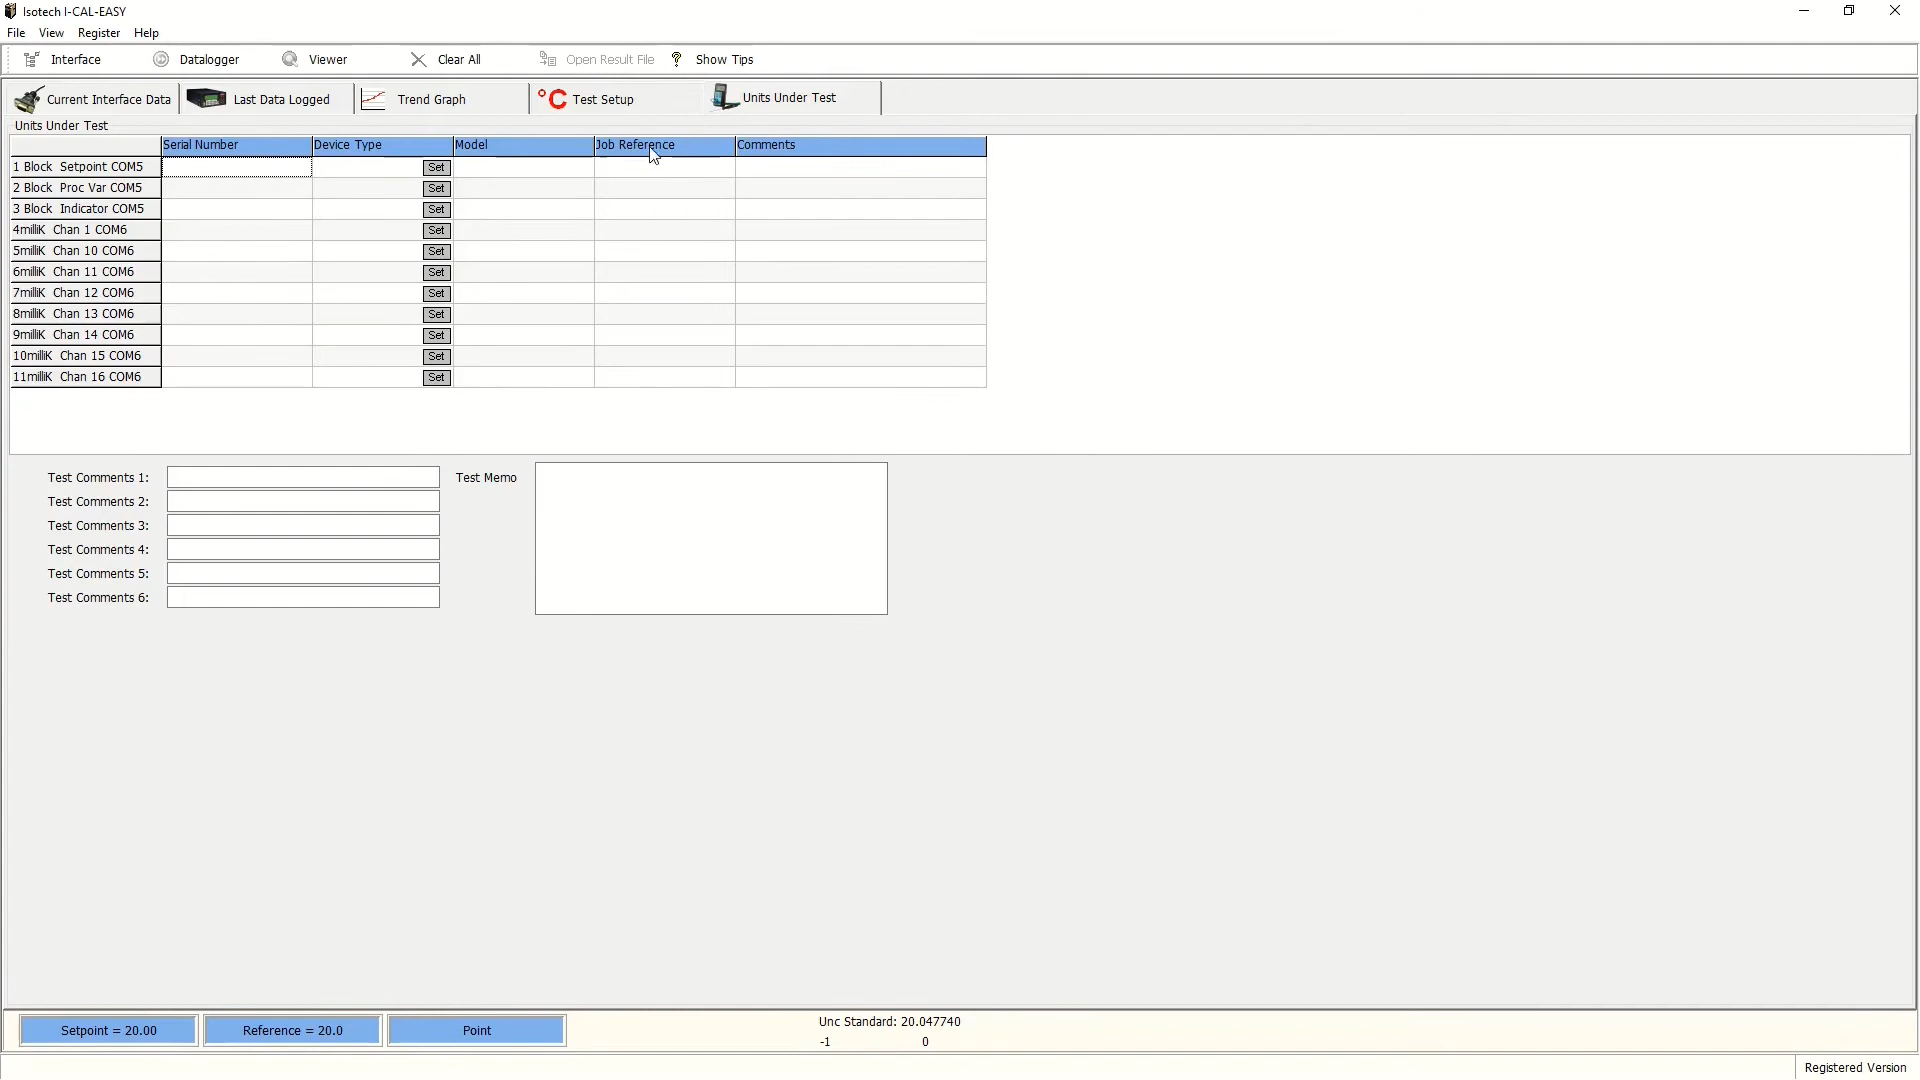 Isotech I-CAL-EASY
File View Register Help
Interface Datalogger Viewer Clear All Open Result File ? Show Tips
Current Interface Data Last Data Logged Trend Graph °C Test Setup Units Under Test
Units Under Test
Serial Number Device Type Model Job Reference Comments
1 Block Setpoint COM5 Set
2 Block Proc Var COM5 Set
3 Block Indicator COM5 Set
4milliK Chan 1 COM6 Set
5milliK Chan 10 COM6 Set
6milliK Chan 11 COM6 Set
7milliK Chan 12 COM6 Set
8milliK Chan 13 COM6 Set
9milliK Chan 14 COM6 Set
10milliK Chan 15 COM6 Set
11milliK Chan 16 COM6 Set
Test Comments 1: Test Memo
Test Comments 2:
Test Comments 3:
Test Comments 4:
Test Comments 5:
Test Comments 6:
Setpoint = 20.00 Reference = 20.0 Point Unc Standard: 20.047740
-1 0
Registered Version